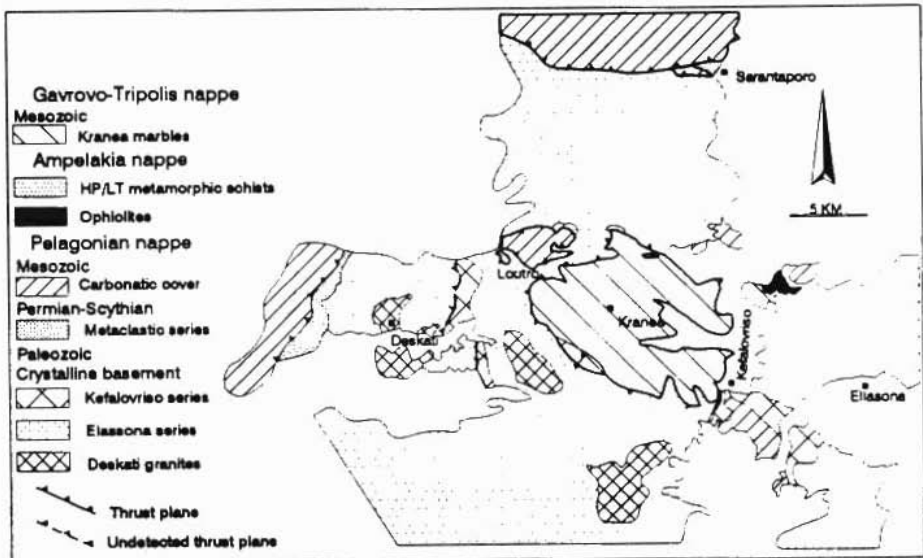 Gavrovo-Tripolis nappe
Mesozoic
Kranea marbles
Ampelakia nappe
HP/LT metamorphic schists
Ophiolites
Pelagonian nappe
Mesozoic
Carbonatic cover
Permian-Scythian
Metaclastic series
Paleozoic
Crystalline basement
Kefalovriso series
Elassona series
Deskati granites
Thrust plane
Undetected thrust plane
Sarantaporo
5 KM
Loutro
Kranea
Deskati
Kefalovriso
Ellasona